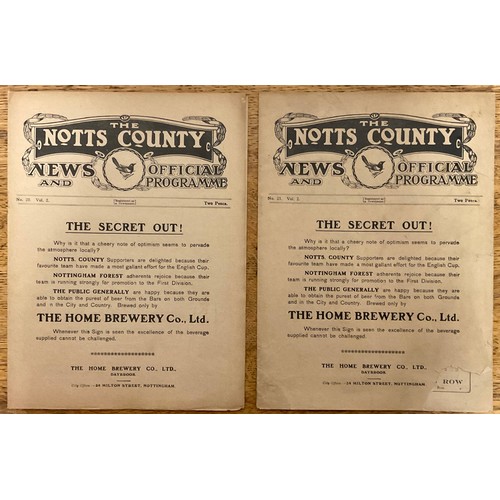 THE
NOTTS COUNTY
NEWS AND OFFICIAL PROGRAMME
Vol. 2.
TWO PENCE.
THE SECRET OUT!
Why is it that a cheery note of optimism seems to pervade
the atmosphere locally?
NOTTS COUNTY Supporters are delighted because their
favourite team have made a most gallant effort for the English Cup.
NOTTINGHAM FOREST adherents rejoice because their
team is running strongly for promotion to the First Division.
THE PUBLIC GENERALLY are happy because they are
able to obtain the purest of beer from the Bars on both Grounds
and in the City and Country. Brewed only by
THE HOME BREWERY Co., Ltd.
Whenever this Sign is seen the excellence of the beverage
supplied cannot be challenged.
THE HOME BREWERY CO., LTD.
DAYBROOK
City Office:—24 MILTON STREET, NOTTINGHAM.
THE
NOTTS COUNTY
NEWS AND OFFICIAL PROGRAMME
No. 21. Vol. 2.
TWO PENCE.
THE SECRET OUT!
Why is it that a cheery note of optimism seems to pervade
the atmosphere locally?
NOTTS COUNTY Supporters are delighted because their
favourite team have made a most gallant effort for the English Cup.
NOTTINGHAM FOREST adherents rejoice because their
team is running strongly for promotion to the First Division.
THE PUBLIC GENERALLY are happy because they are
able to obtain the purest of beer from the Bars on both Grounds
and in the City and Country. Brewed only by
THE HOME BREWERY Co., Ltd.
Whenever this Sign is seen the excellence of the beverage
supplied cannot be challenged.
THE HOME BREWERY CO., LTD.
DAYBROOK
City Office:—24 MILTON STREET, NOTTINGHAM.
ROW